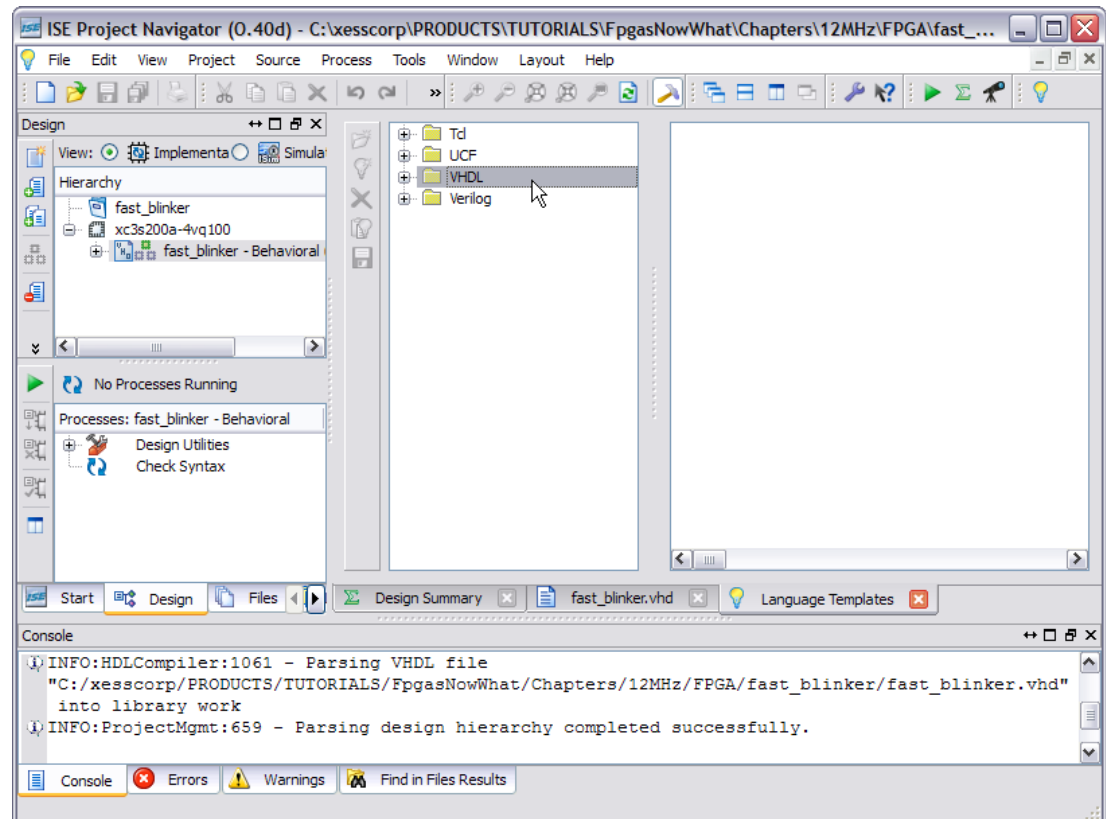 ISE Project Navigator (0.40d) - C:\xesscorp\PRODUCTS\TUTORIALS\FpgasNowWhat\Chapters\12MHz\FPGA\fast_...
File Edit View Project Source Process Tools Window Layout Help
Design
View: Implementa Simula
Hierarchy
fast_blinker
xc3s200a-4vq100
fast_blinker - Behavioral (
No Processes Running
Processes: fast_blinker - Behavioral
Design Utilities
Check Syntax
Tcl
UCF
VHDL
Verilog
Start Design Files
Design Summary fast_blinker.vhd Language Templates
Console
INFO:HDLCompiler:1061 - Parsing VHDL file
"C:/xesscorp/PRODUCTS/TUTORIALS/FpgasNowWhat/Chapters/12MHz/FPGA/fast_blinker/fast_blinker.vhd"
into library work
INFO:ProjectMgmt:659 - Parsing design hierarchy completed successfully.
Console Errors Warnings Find in Files Results